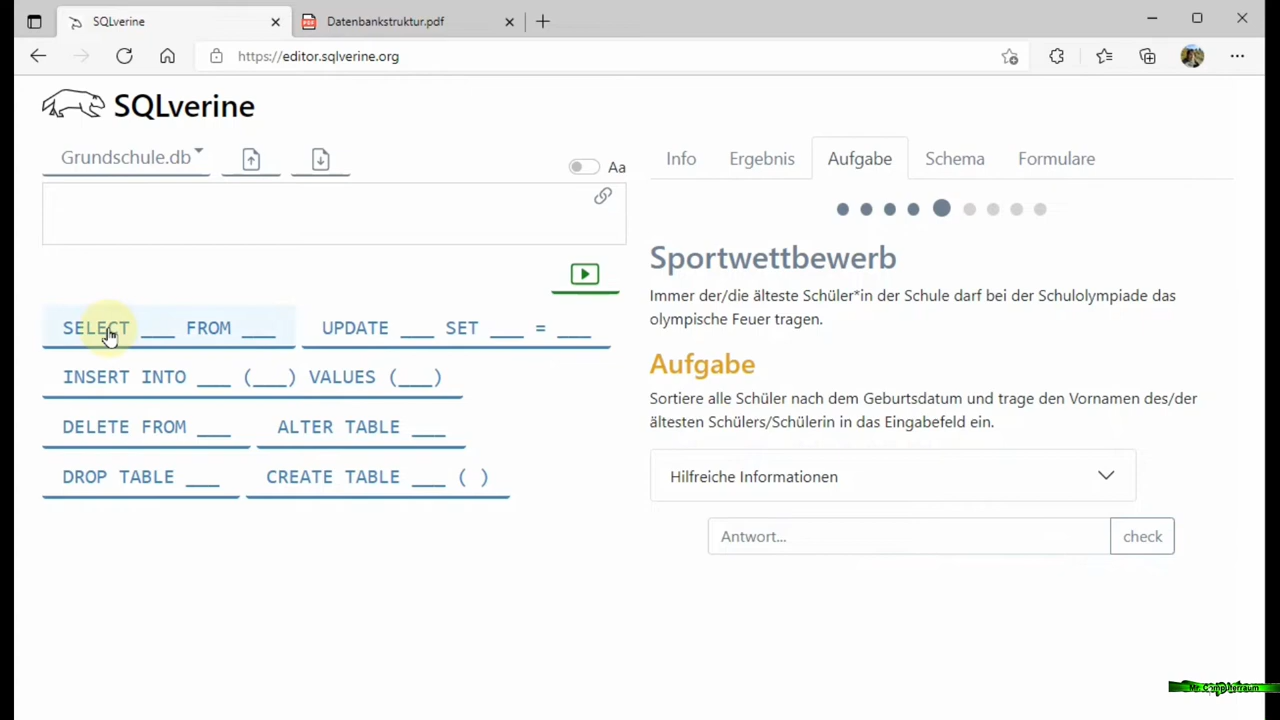 SQLverine
Datenbankstruktur.pdf
https://editor.sqlverine.org
SQLverine
Grundschule.db
Aa
Info
Ergebnis
Aufgabe
Schema
Formulare
Sportwettbewerb
Immer der/die älteste Schüler*in der Schule darf bei der Schulolympiade das
olympische Feuer tragen.
SELECT ___ FROM ___
UPDATE ___ SET ___ = ___
Aufgabe
INSERT INTO ___ (___) VALUES (___)
Sortiere alle Schüler nach dem Geburtsdatum und trage den Vornamen des/der
ältesten Schülers/Schülerin in das Eingabefeld ein.
DELETE FROM ___
ALTER TABLE ___
DROP TABLE ___
CREATE TABLE ___ ( )
Hilfreiche Informationen
Antwort...
check
Mr. Computerraum